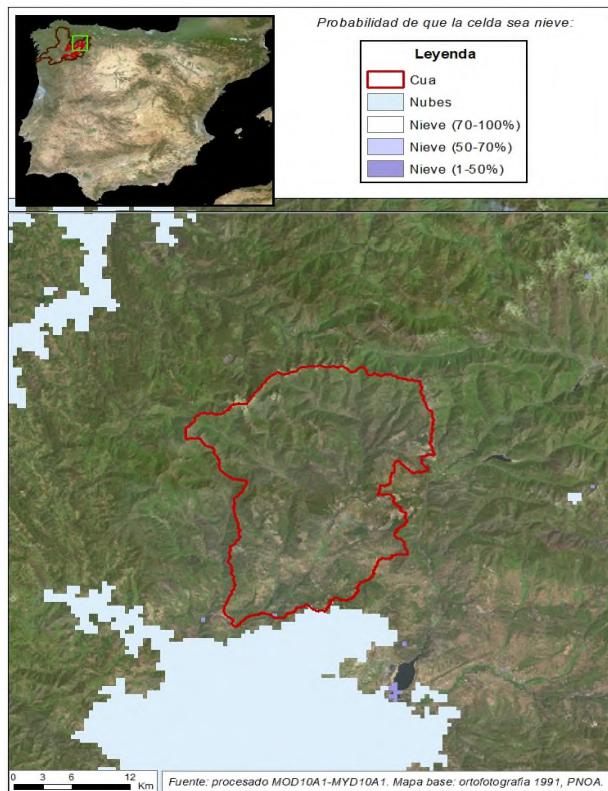 Probabilidad de que la celda sea nieve:
Leyenda
Cua
Nubes
Nieve (70-100%)
Nieve (50-70%)
Nieve (1-50%)
0 3 6 12
Km
Fuente: procesado MOD10A1-MYD10A1. Mapa base: ortofotografía 1991, PNOA.